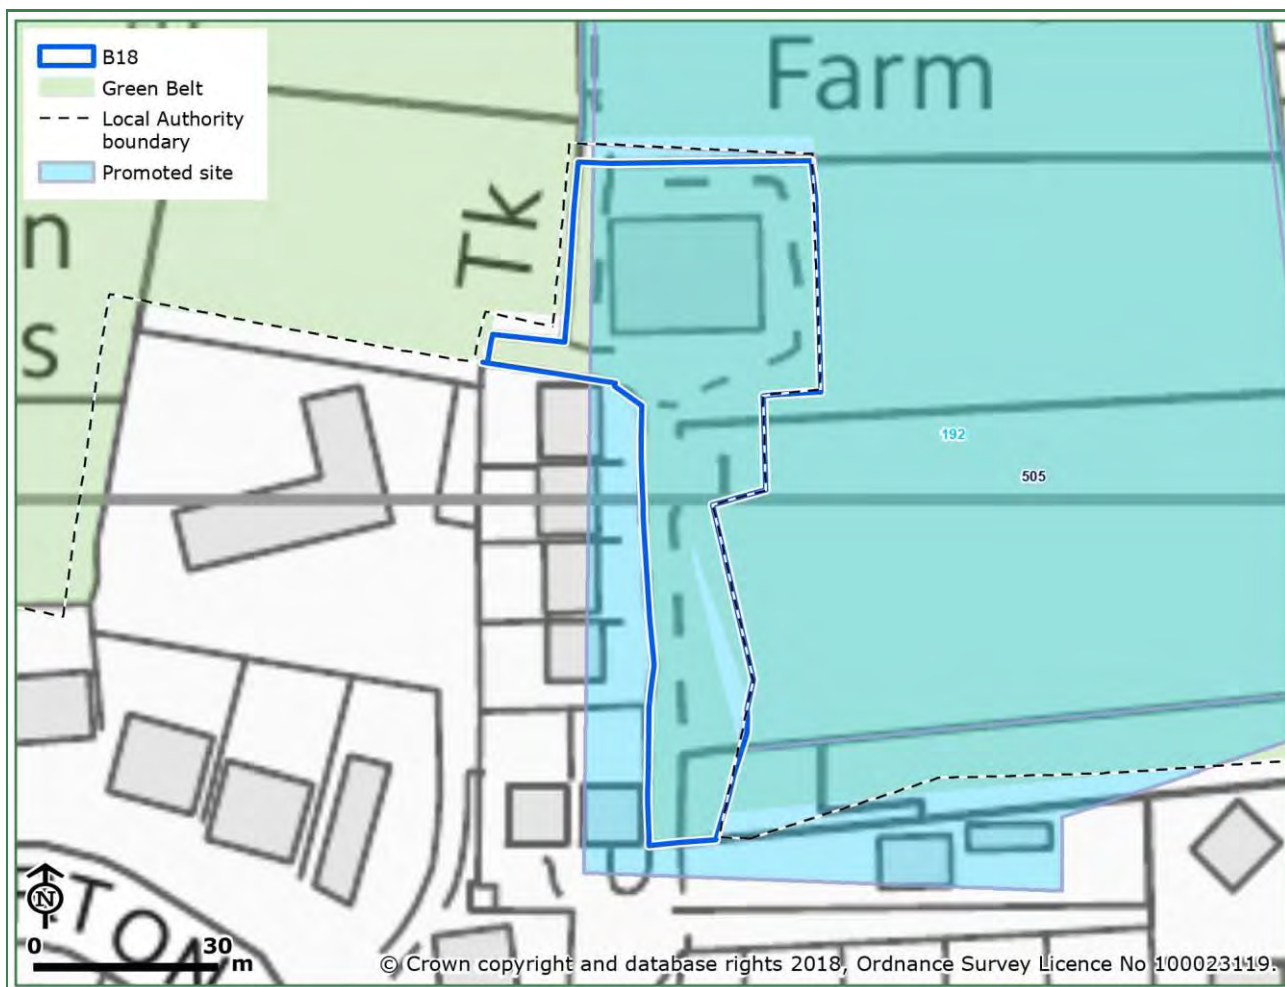 B18
Green Belt
Local Authority
boundary
Promoted site
Farm
Tk
n
s
192
505
TON
N
0 30
m
© Crown copyright and database rights 2018, Ordnance Survey Licence No 100023119.